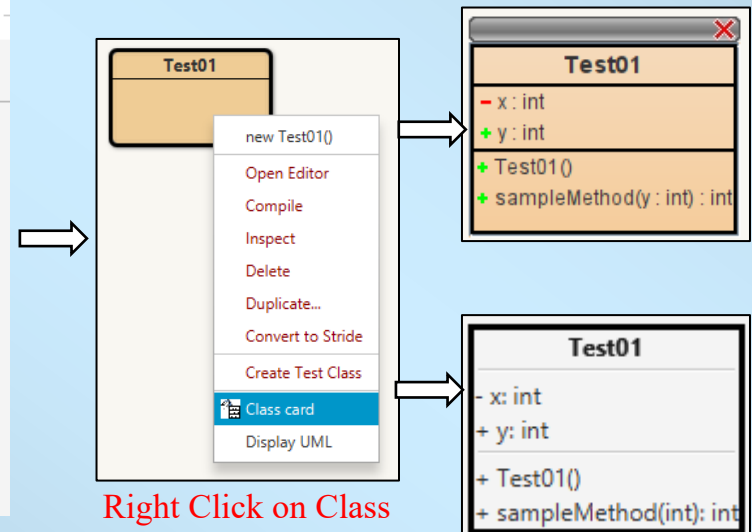 Test01
new Test01()
Open Editor
Compile
Inspect
Delete
Duplicate...
Convert to Stride
Create Test Class
Class card
Display UML
Right Click on Class
Test01
- x : int
+ y : int
+ Test01()
+ sampleMethod(y : int) : int
Test01
- x: int
+ y: int
+ Test01()
+ sampleMethod(int): int